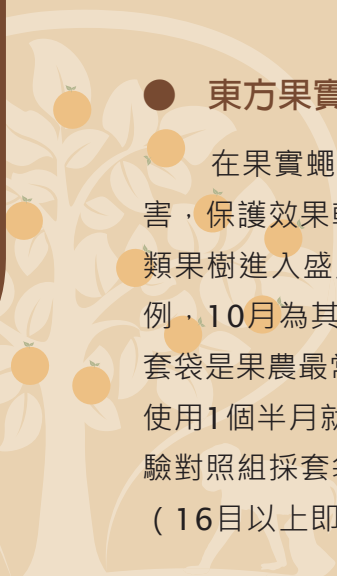 ● 東方果實
在果實蠅
害，保護效果
類果樹進入盛
例，10月為其
套袋是果農最常
使用1個半月就
驗對照組採套袋
(16目以上即